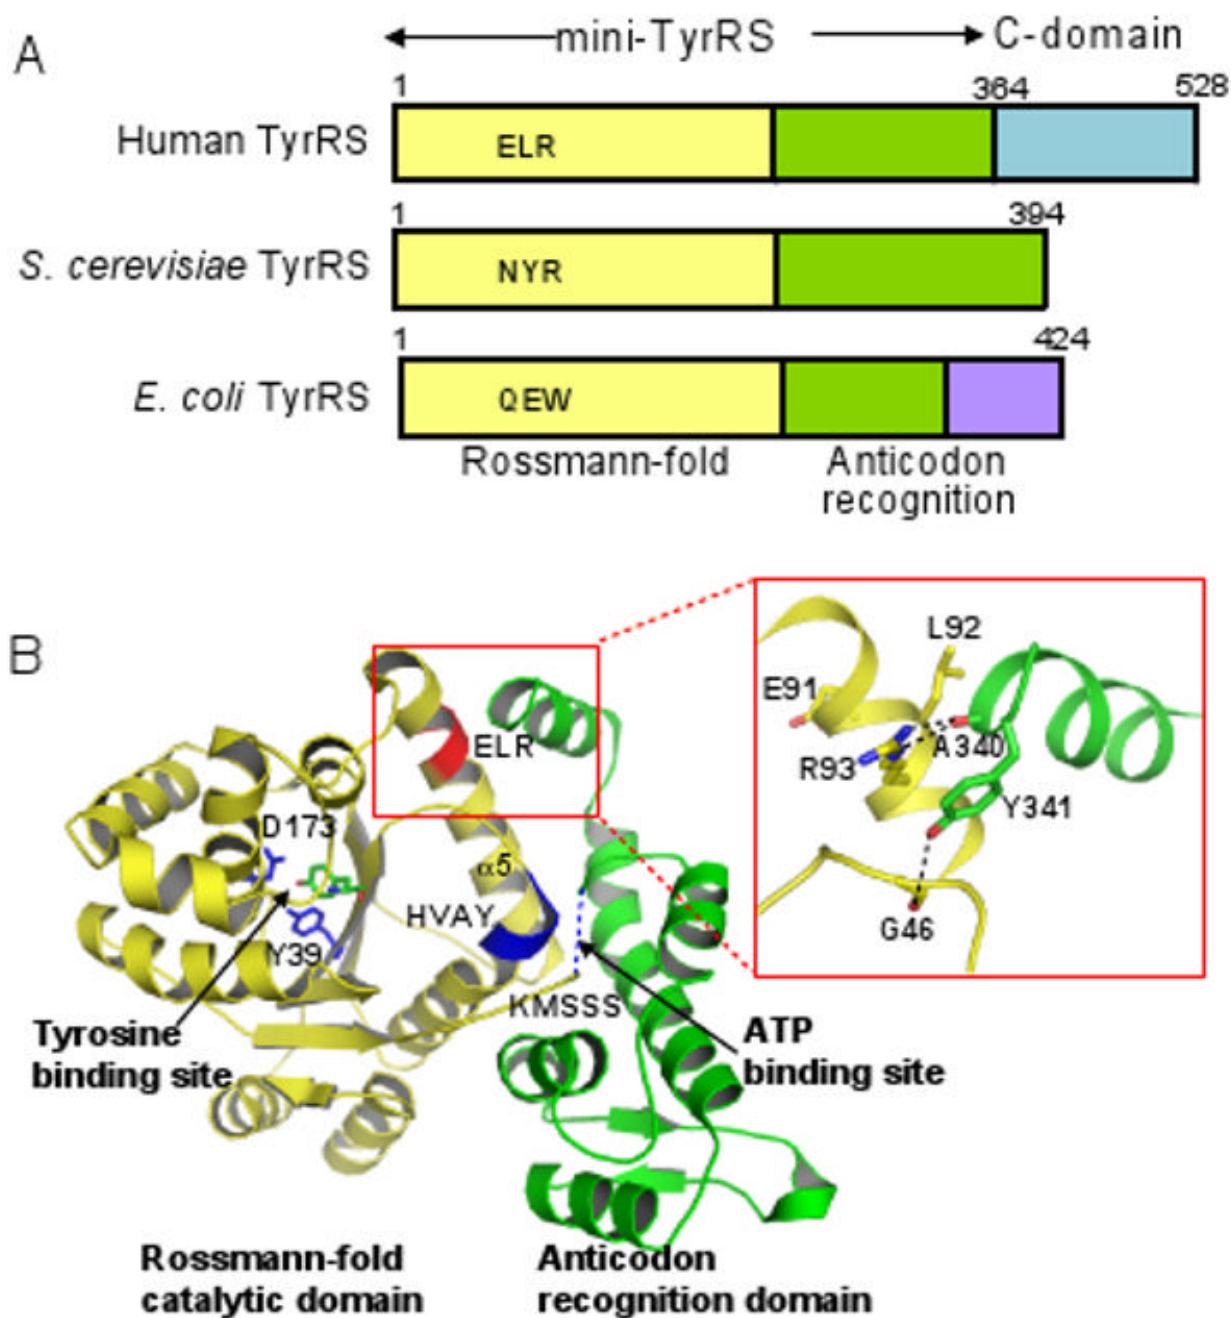 A
mini-TyrRS C-domain
1 364 528
Human TyrRS ELR
1 394
S. cerevisiae TyrRS NYR
1 424
E. coli TyrRS QEW
Rossmann-fold Anticodon
recognition
B
ELR
D173
α5
HVAY
Y39
KMSSS
Tyrosine
binding site
ATP
binding site
L92
E91
A340
R93
Y341
G46
Rossmann-fold
catalytic domain
Anticodon
recognition domain